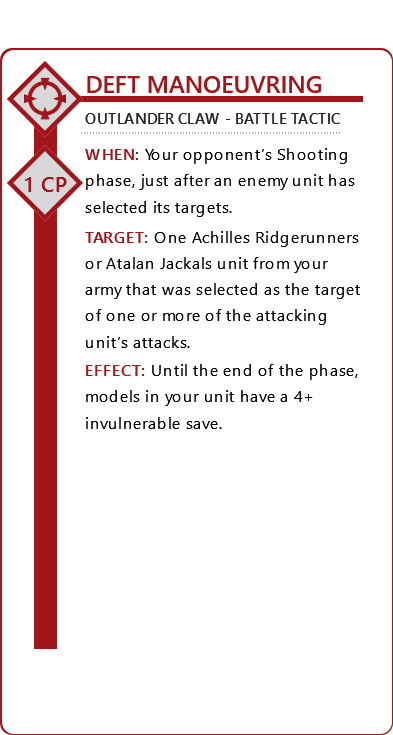 DEFT MANOEUVRING
OUTLANDER CLAW - BATTLE TACTIC
1 CP
WHEN: Your opponent's Shooting
phase, just after an enemy unit has
selected its targets.
TARGET: One Achilles Ridgerunners
or Atalan Jackals unit from your
army that was selected as the target
of one or more of the attacking
unit's attacks.
EFFECT: Until the end of the phase,
models in your unit have a 4+
invulnerable save.